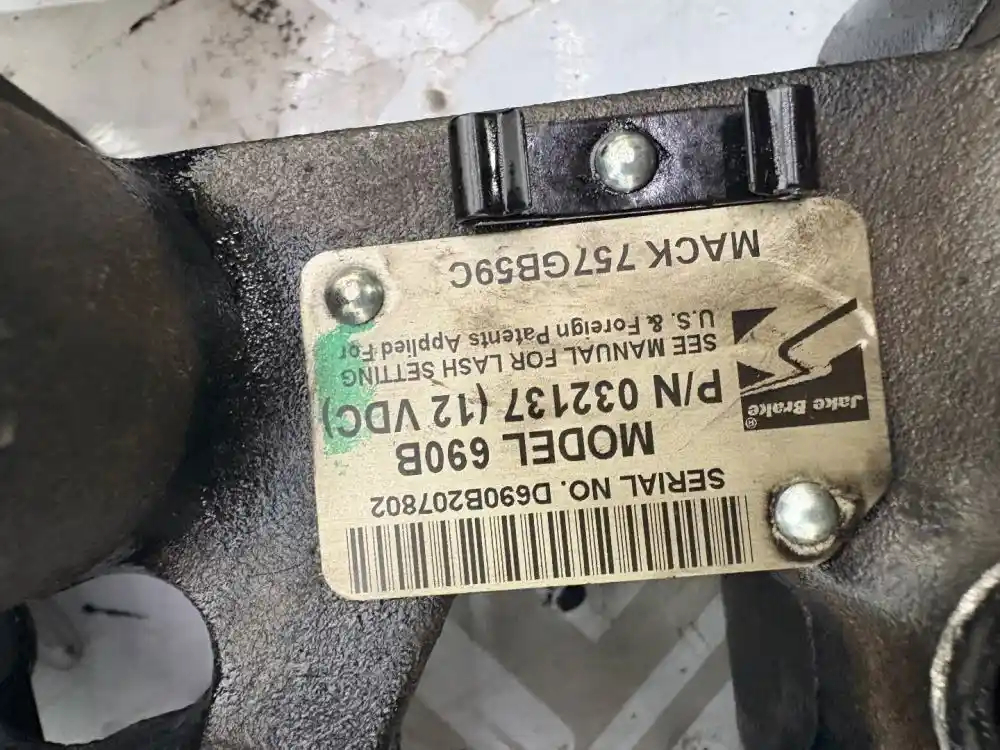 SERIAL NO. D690B207802
MODEL 690B
P/N 032137 (12 VDC)
Jake Brake®
SEE MANUAL FOR LASH SETTING
U.S. & Foreign Patents Applied For
MACK 757GB59C